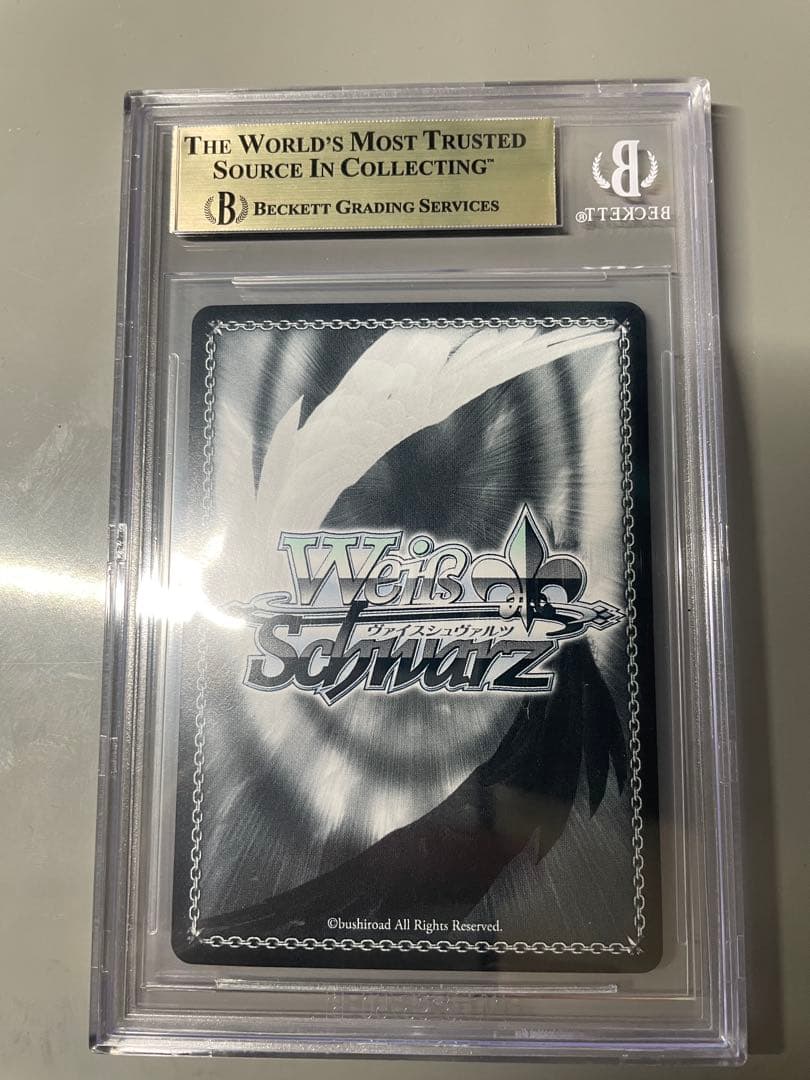 THE WORLD'S MOST TRUSTED
SOURCE IN COLLECTING™
B BECKETT GRADING SERVICES
B
BECKETT®
Weiß
ヴァイスシュヴァルツ
Schwarz
©bushiroad All Rights Reserved.